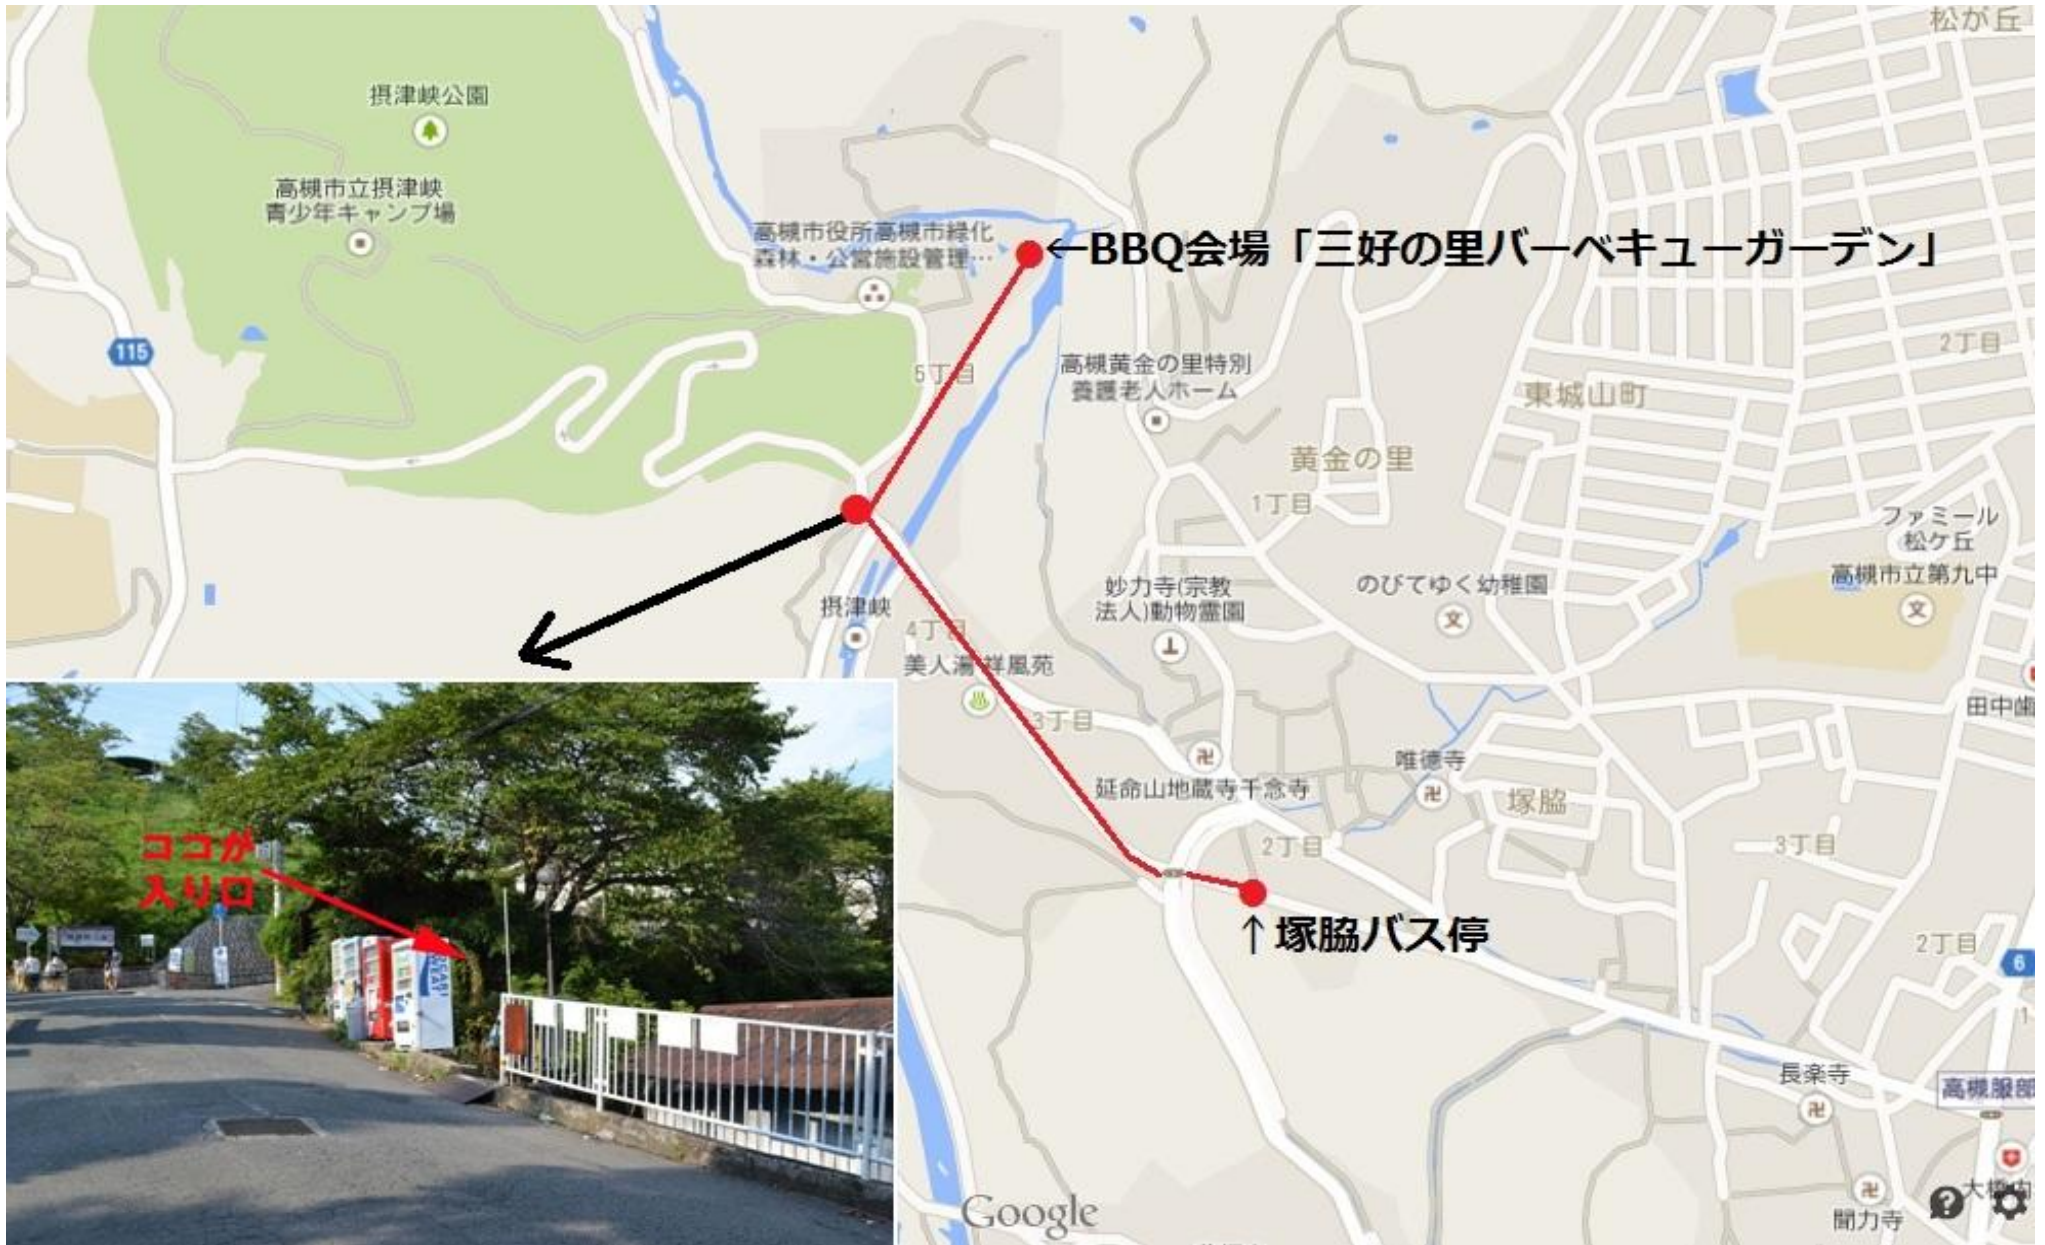 松が丘
摂津峡公園
高槻市立摂津峡
青少年キャンプ場
高槻市役所高槻市緑化
森林・公営施設管理…
←BBQ会場「三好の里バーベキューガーデン」
115
5丁目
高槻黄金の里特別
養護老人ホーム
2丁目
東城山町
黄金の里
1丁目
ファミール
松ケ丘
高槻市立第九中
妙力寺(宗教
法人)動物霊園
のびてゆく幼稚園
摂津峡
4丁目
美人湯 祥風苑
3丁目
田中歯
唯徳寺
延命山地蔵寺千念寺
塚脇
2丁目
3丁目
ココが
入り口
↑塚脇バス停
2丁目
6
長楽寺
高槻服部
Google
聞力寺